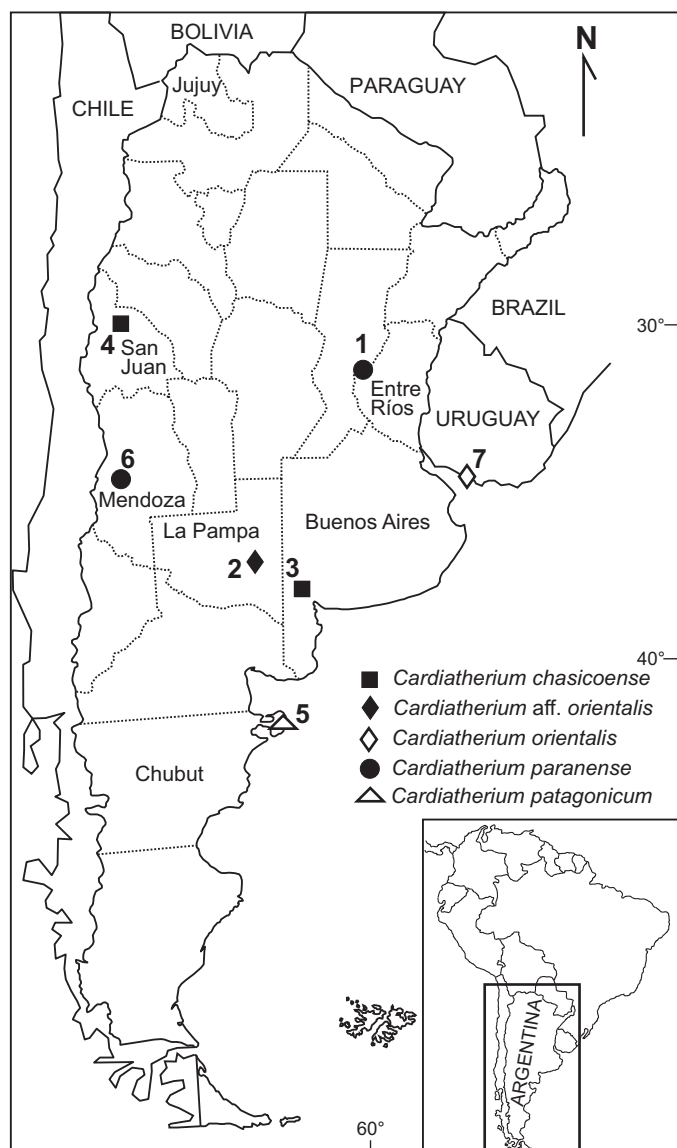 BOLIVIA
N
Jujuy
PARAGUAY
CHILE
BRAZIL
30°
4
San
Juan
1
Entre
Ríos
URUGUAY
6
Mendoza
7
La Pampa
Buenos Aires
2
3
40°
Cardiatherium chasicoense
Cardiatherium aff. orientalis
Cardiatherium orientalis
Cardiatherium paranense
Cardiatherium patagonicum
5
Chubut
ARGENTINA
60°